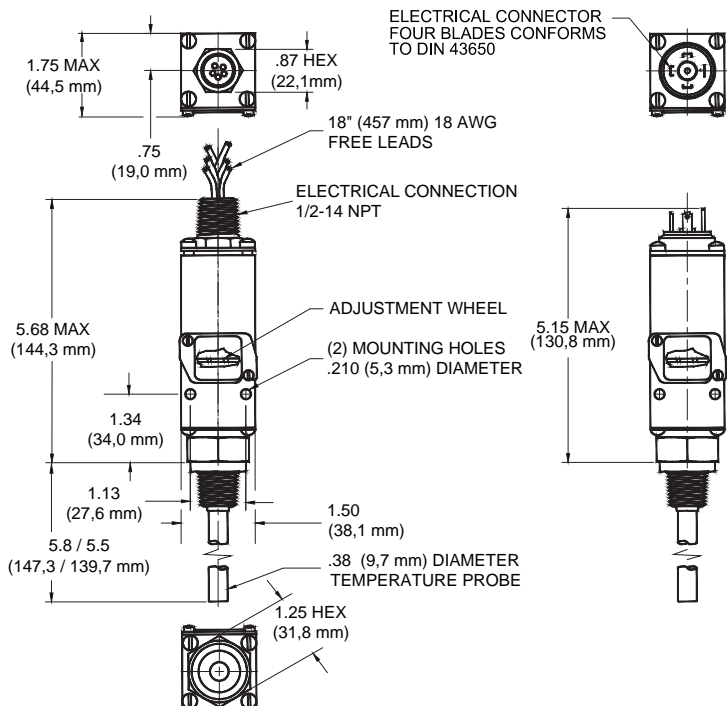 ELECTRICAL CONNECTOR
FOUR BLADES CONFORMS
TO DIN 43650
1.75 MAX
(44,5 mm)
.87 HEX
(22,1mm)
.75
(19,0 mm)
18" (457 mm) 18 AWG
FREE LEADS
ELECTRICAL CONNECTION
1/2-14 NPT
5.68 MAX
(144,3 mm)
ADJUSTMENT WHEEL
(2) MOUNTING HOLES
.210 (5,3 mm) DIAMETER
5.15 MAX
(130,8 mm)
1.34
(34,0 mm)
1.13
(27,6 mm)
1.50
(38,1 mm)
5.8 / 5.5
(147,3 / 139,7 mm)
.38 (9,7 mm) DIAMETER
TEMPERATURE PROBE
1.25 HEX
(31,8 mm)